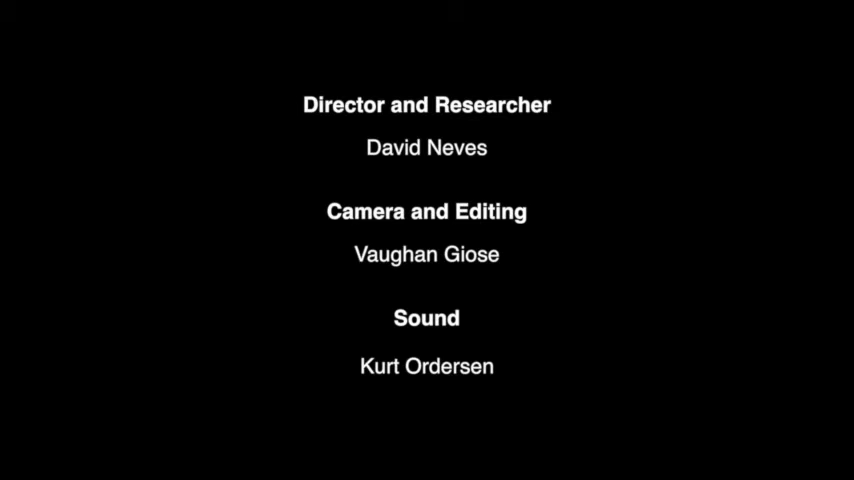 Director and Researcher
David Neves
Camera and Editing
Vaughan Giose
Sound
Kurt Ordersen